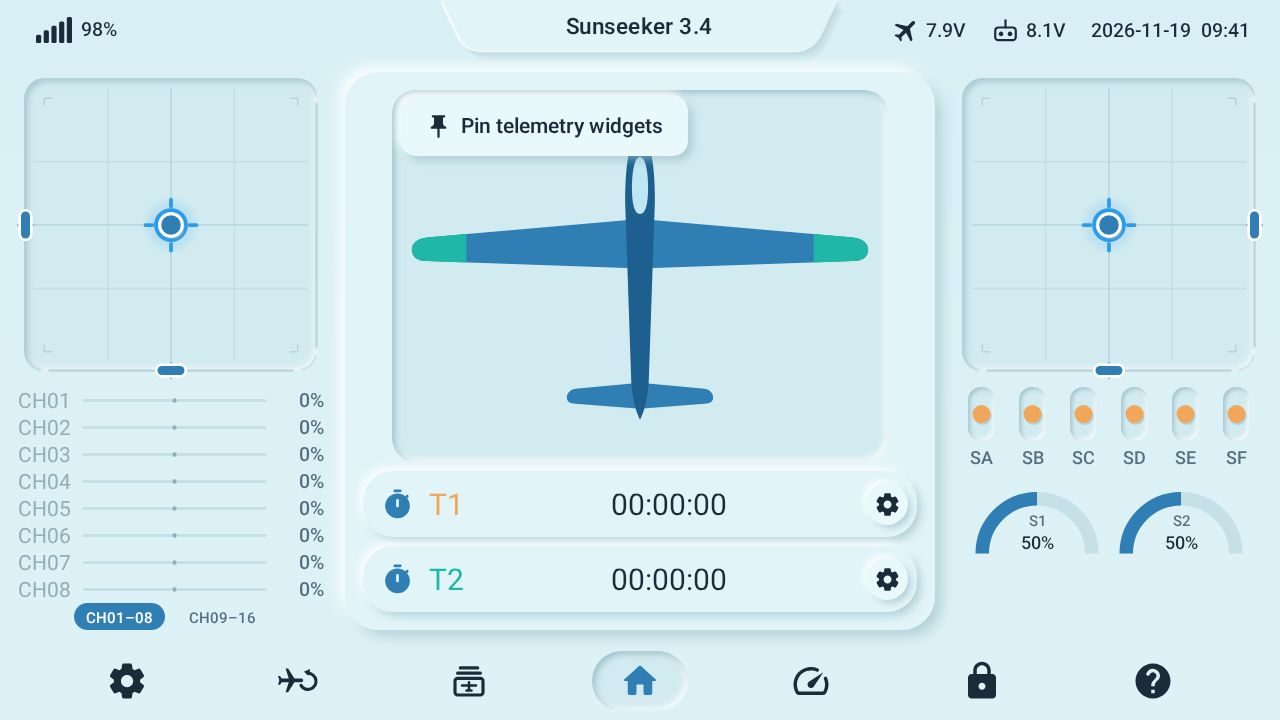 98%
Sunseeker 3.4
7.9V
8.1V
2026-11-19 09:41
Pin telemetry widgets
CH01 0%
CH02 0%
CH03 0%
CH04 0%
CH05 0%
CH06 0%
CH07 0%
CH08 0%
CH01–08
CH09–16
T1 00:00:00
T2 00:00:00
SA SB SC SD SE SF
S1
50%
S2
50%